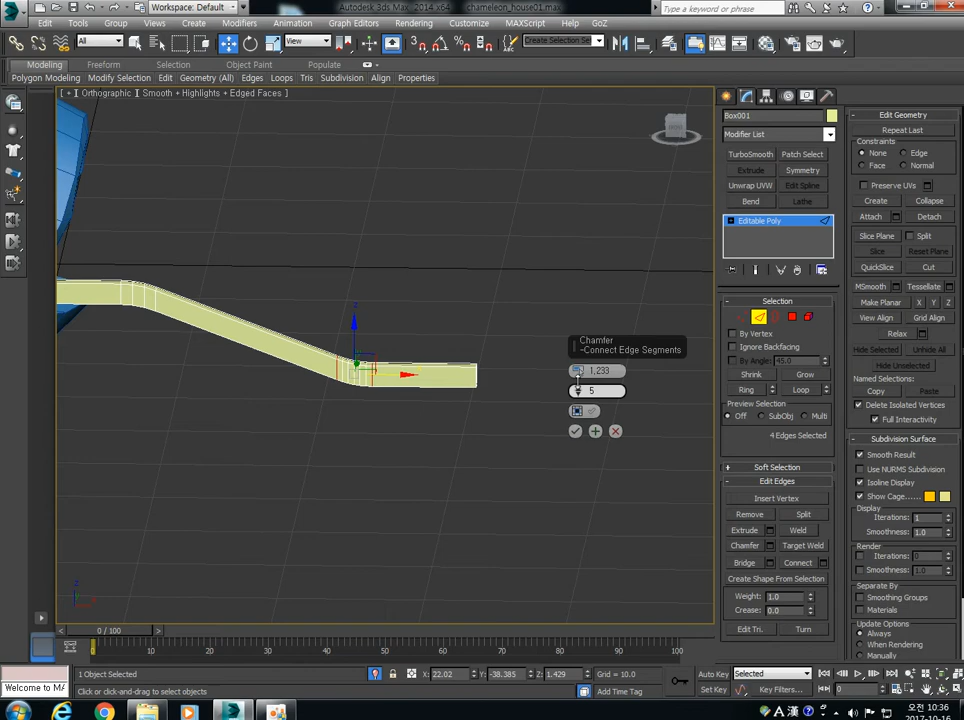 Workspace: Default
Autodesk 3ds Max 2014 x64
chameleon_house01.max
Type a keyword or phrase
Edit Tools Group Views Create Modifiers Animation Graph Editors Rendering Customize MAXScript Help GoZ
All
View
Create Selection Se
Modeling Freeform Selection Object Paint Populate
Polygon Modeling Modify Selection Edit Geometry (All) Edges Loops Tris Subdivision Align Properties
[ + ] Orthographic ] Smooth + Highlights + Edged Faces ]
Chamfer
-Connect Edge Segments
1,233
5
Box001
Modifier List
TurboSmooth Patch Select
Extrude Symmetry
Unwrap UVW Edit Spline
Bend Lathe
Editable Poly
Selection
By Vertex
Ignore Backfacing
By Angle: 45.0
Shrink Grow
Ring Loop
Preview Selection
Off SubObj Multi
4 Edges Selected
Soft Selection
Edit Edges
Insert Vertex
Remove Split
Extrude Weld
Chamfer Target Weld
Bridge Connect
Create Shape From Selection
Weight: 1.0
Crease: 0.0
Edit Tri. Turn
Edit Geometry
Repeat Last
Constraints
None Edge
Face Normal
Preserve UVs
Create Collapse
Attach Detach
Slice Plane Split
Slice Reset Plane
QuickSlice Cut
MSmooth Tessellate
Make Planar X Y Z
View Align Grid Align
Relax
Hide Selected Unhide All
Hide Unselected
Named Selections:
Copy Paste
Delete Isolated Vertices
Full Interactivity
Subdivision Surface
Smooth Result
Use NURMS Subdivision
Isoline Display
Show Cage......
Display
Iterations: 1
Smoothness: 1.0
Render
Iterations: 0
Smoothness: 1.0
Separate By
Smoothing Groups
Materials
Update Options
Always
When Rendering
Manually
0 / 100
0 10 20 30 40 50 60 70 80 90 100
1 Object Selected
X: 22.02 Y: -38.385 Z: 1.429 Grid = 10.0
Auto Key Selected
Welcome to MA
Click or click-and-drag to select objects
Add Time Tag
Set Key Key Filters...
0
A 漢
오전 10:36
2017-10-16